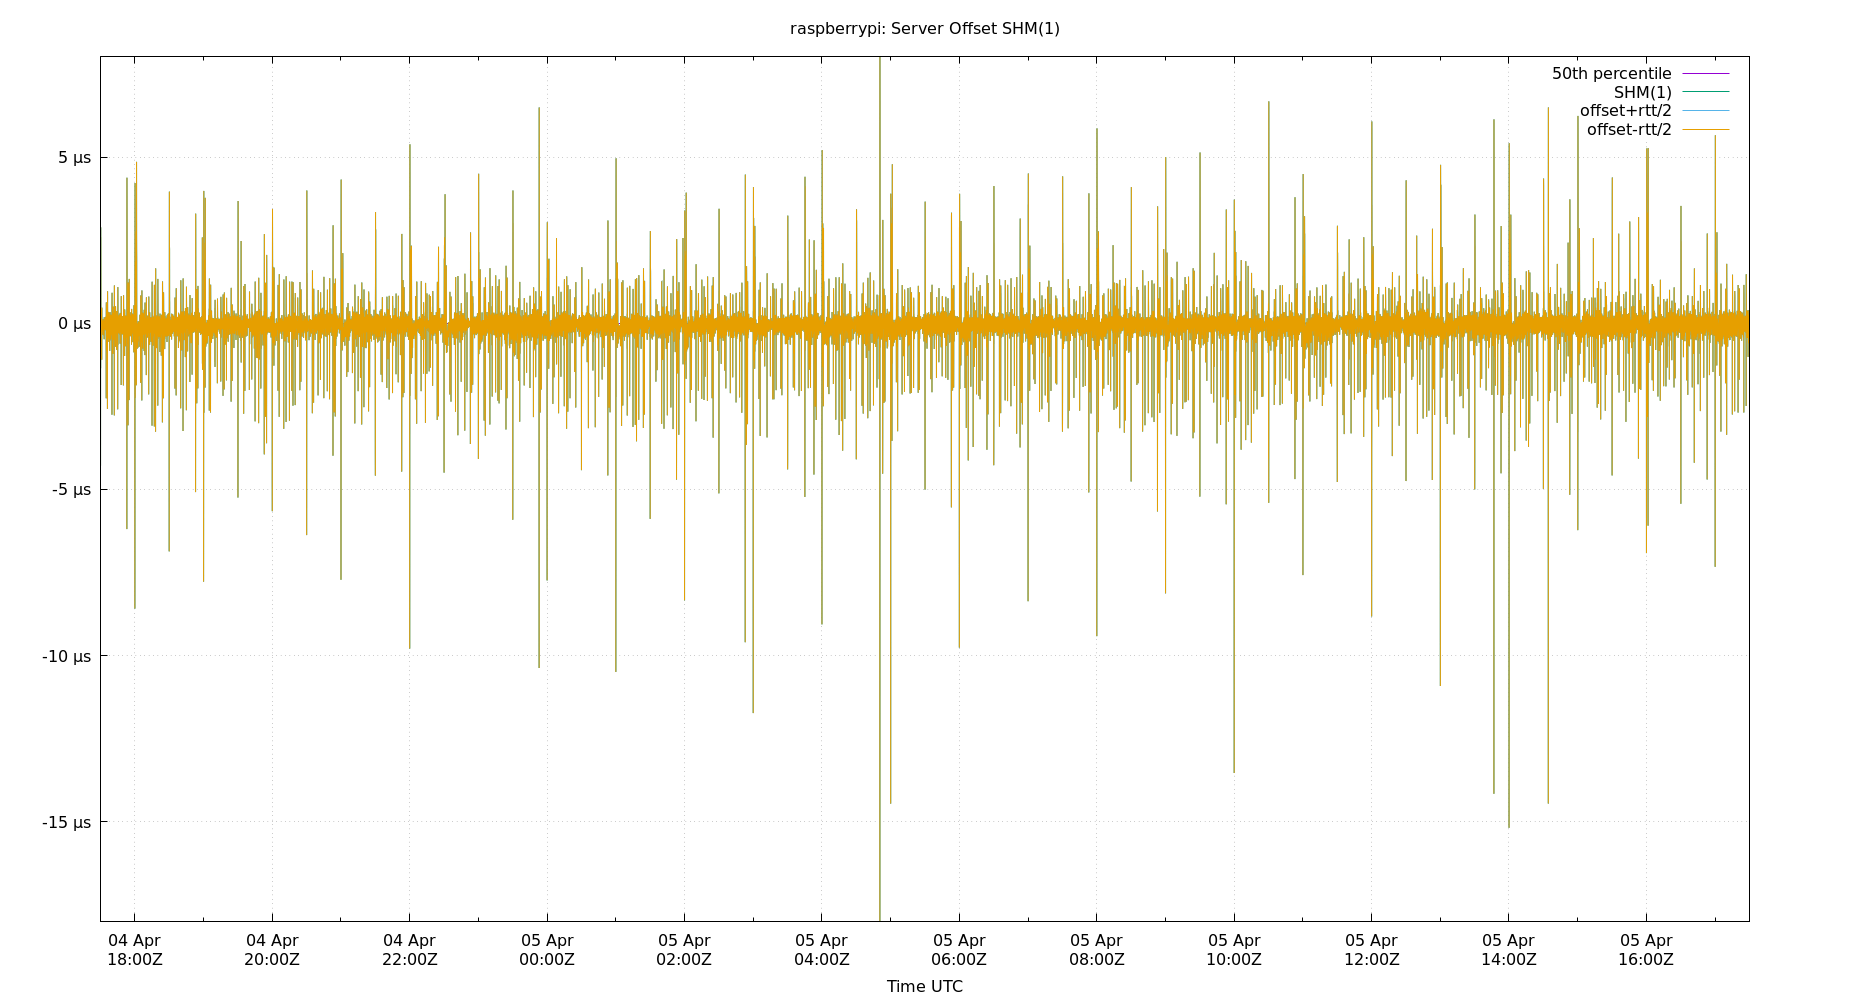 raspberrypi: Server Offset SHM(1)
50th percentile
SHM(1)
offset+rtt/2
offset-rtt/2
5 µs
0 µs
-5 µs
-10 µs
-15 µs
04 Apr 04 Apr 04 Apr 05 Apr 05 Apr 05 Apr 05 Apr 05 Apr 05 Apr 05 Apr 05 Apr 05 Apr
18:00Z 20:00Z 22:00Z 00:00Z 02:00Z 04:00Z 06:00Z 08:00Z 10:00Z 12:00Z 14:00Z 16:00Z
Time UTC